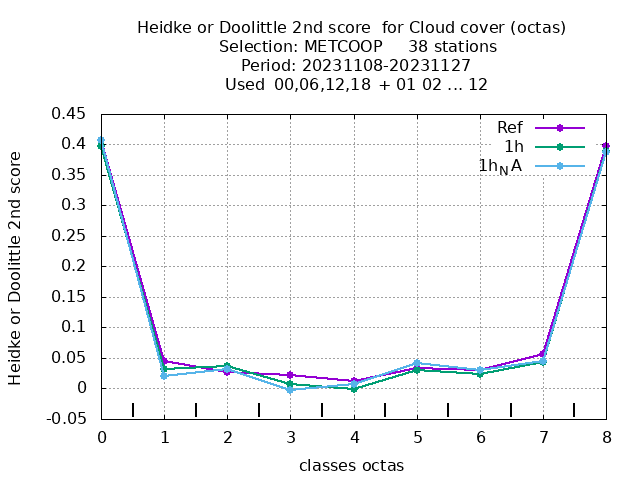 Heidke or Doolittle 2nd score  for Cloud cover (octas)
Selection: METCOOP     38 stations
Period: 20231108-20231127
Used  00,06,12,18 + 01 02 ... 12
Heidke or Doolittle 2nd score
0.45
0.4
0.35
0.3
0.25
0.2
0.15
0.1
0.05
0
-0.05
Ref
1h
1hNA
0 1 2 3 4 5 6 7 8
classes octas